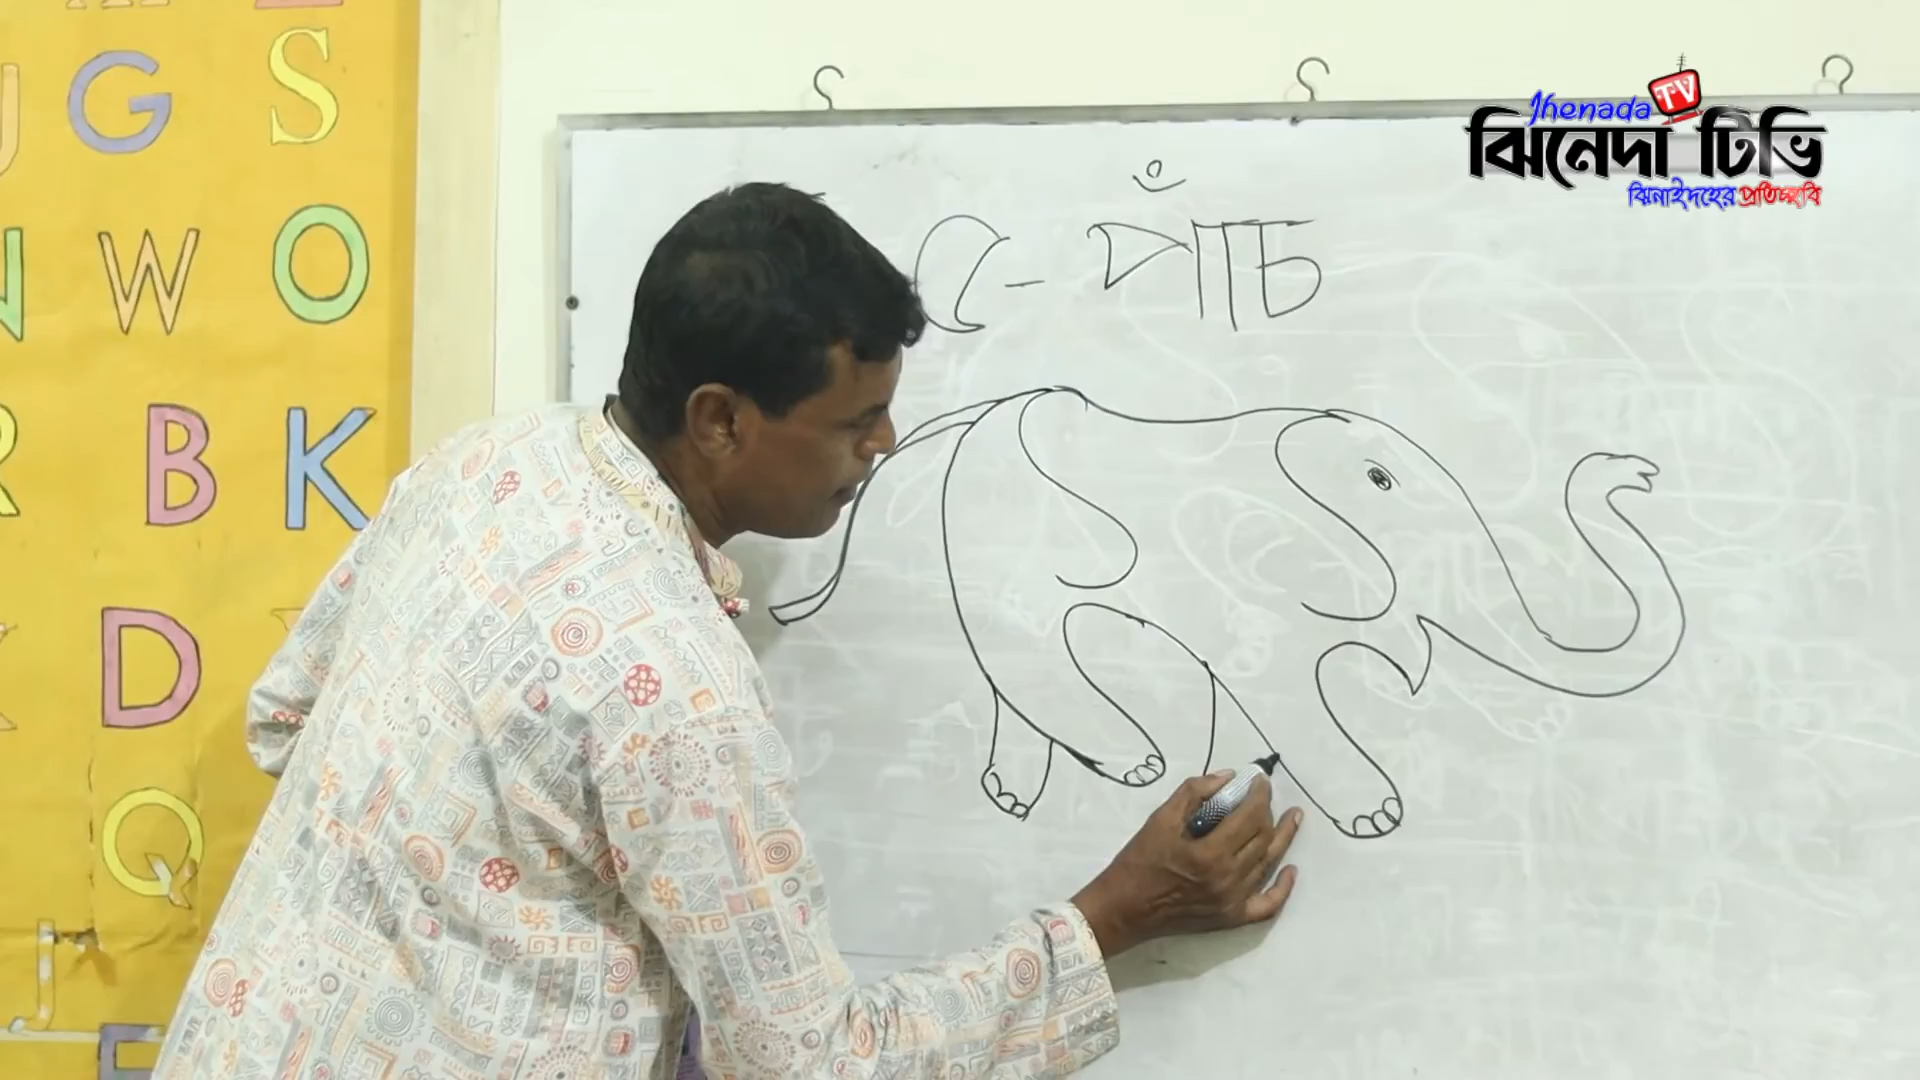 S
G
N W O
B K
D
Q
৫ - পাঁচ
Jhenada TV
ঝিনেদা টিভি
ঝিনাইদহের প্রতিচ্ছবি